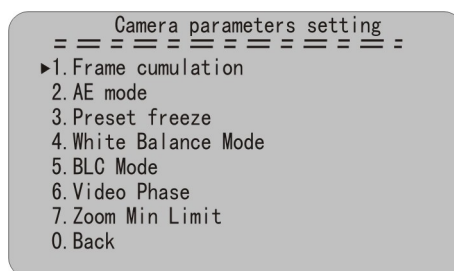 Camera parameters setting
▶1. Frame cumulation
2. AE mode
3. Preset freeze
4. White Balance Mode
5. BLC Mode
6. Video Phase
7. Zoom Min Limit
0. Back